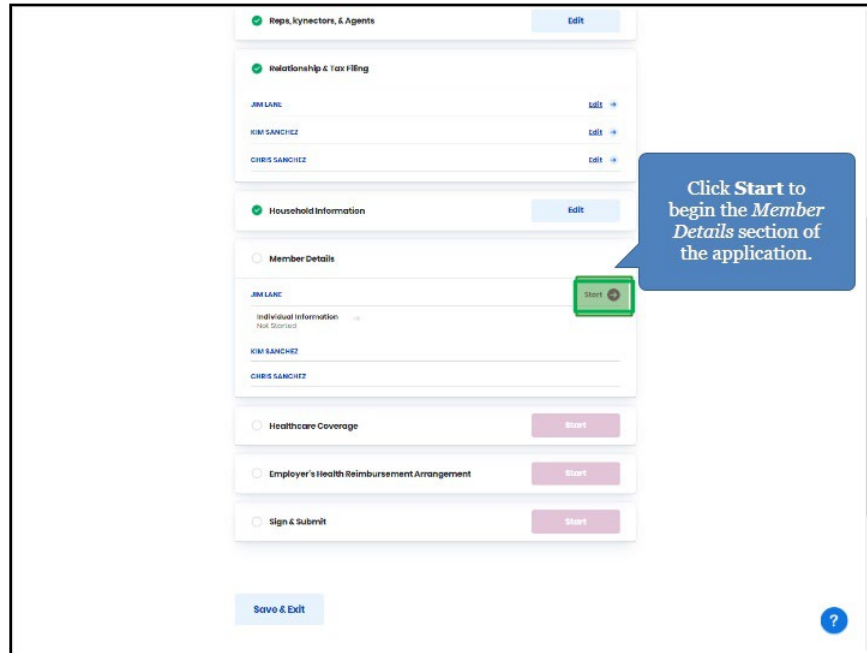 Reps, kynectors, & Agents
Edit
Relationship & Tax Filing
JIM LANE
Edit
KIM SANCHEZ
Edit
CHRIS SANCHEZ
Edit
Household Information
Edit
Click Start to
begin the Member
Details section of
the application.
Member Details
JIM LANE
Start
Individual Information
Not Started
KIM SANCHEZ
CHRIS SANCHEZ
Healthcare Coverage
Start
Employer's Health Reimbursement Arrangement
Start
Sign & Submit
Start
Save & Exit
?